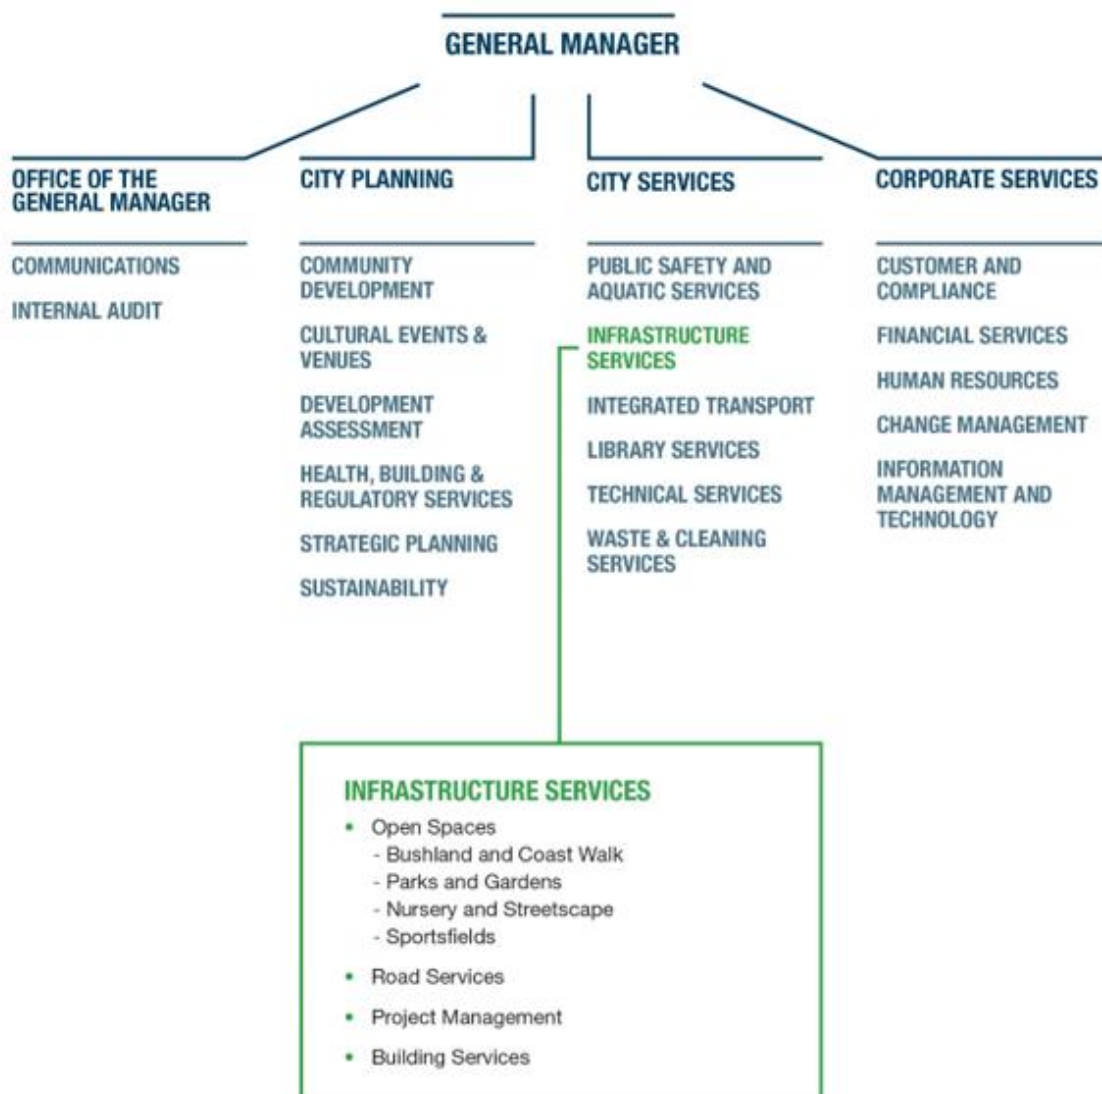 GENERAL MANAGER
OFFICE OF THE
GENERAL MANAGER
COMMUNICATIONS
INTERNAL AUDIT
CITY PLANNING
COMMUNITY
DEVELOPMENT
CULTURAL EVENTS &
VENUES
DEVELOPMENT
ASSESSMENT
HEALTH, BUILDING &
REGULATORY SERVICES
STRATEGIC PLANNING
SUSTAINABILITY
CITY SERVICES
PUBLIC SAFETY AND
AQUATIC SERVICES
INFRASTRUCTURE
SERVICES
INTEGRATED TRANSPORT
LIBRARY SERVICES
TECHNICAL SERVICES
WASTE & CLEANING
SERVICES
CORPORATE SERVICES
CUSTOMER AND
COMPLIANCE
FINANCIAL SERVICES
HUMAN RESOURCES
CHANGE MANAGEMENT
INFORMATION
MANAGEMENT AND
TECHNOLOGY
INFRASTRUCTURE SERVICES
• Open Spaces
- Bushland and Coast Walk
- Parks and Gardens
- Nursery and Streetscape
- Sportsfields
• Road Services
• Project Management
• Building Services